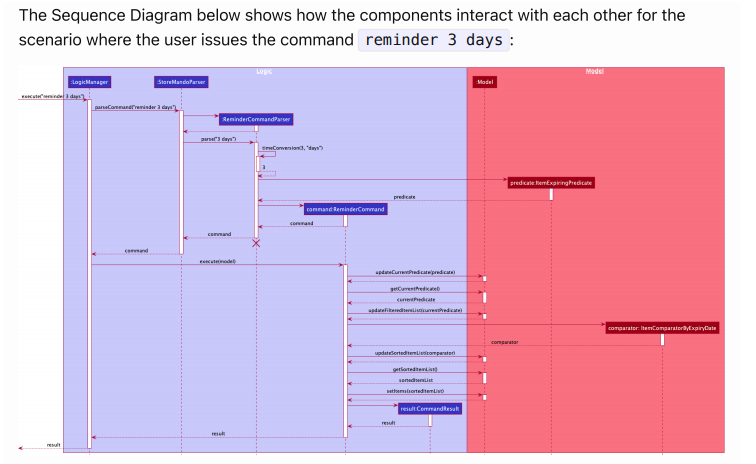 The Sequence Diagram below shows how the components interact with each other for the
scenario where the user issues the command reminder 3 days :
Logic
Model
:LogicManager
:StoreMandoParser
:Model
execute("reminder 3 days")
parseCommand("reminder 3 days")
:ReminderCommandParser
parse("3 days")
timeConversion(3, "days")
3
predicate:ItemExpiringPredicate
predicate
command:ReminderCommand
command
command
command
execute(model)
updateCurrentPredicate(predicate)
getCurrentPredicate()
currentPredicate
updateFilteredItemList(currentPredicate)
comparator: ItemComparatorByExpiryDate
comparator
updateSortedItemList(comparator)
getSortedItemList()
sortedItemList
setItems(sortedItemList)
result:CommandResult
result
result
result